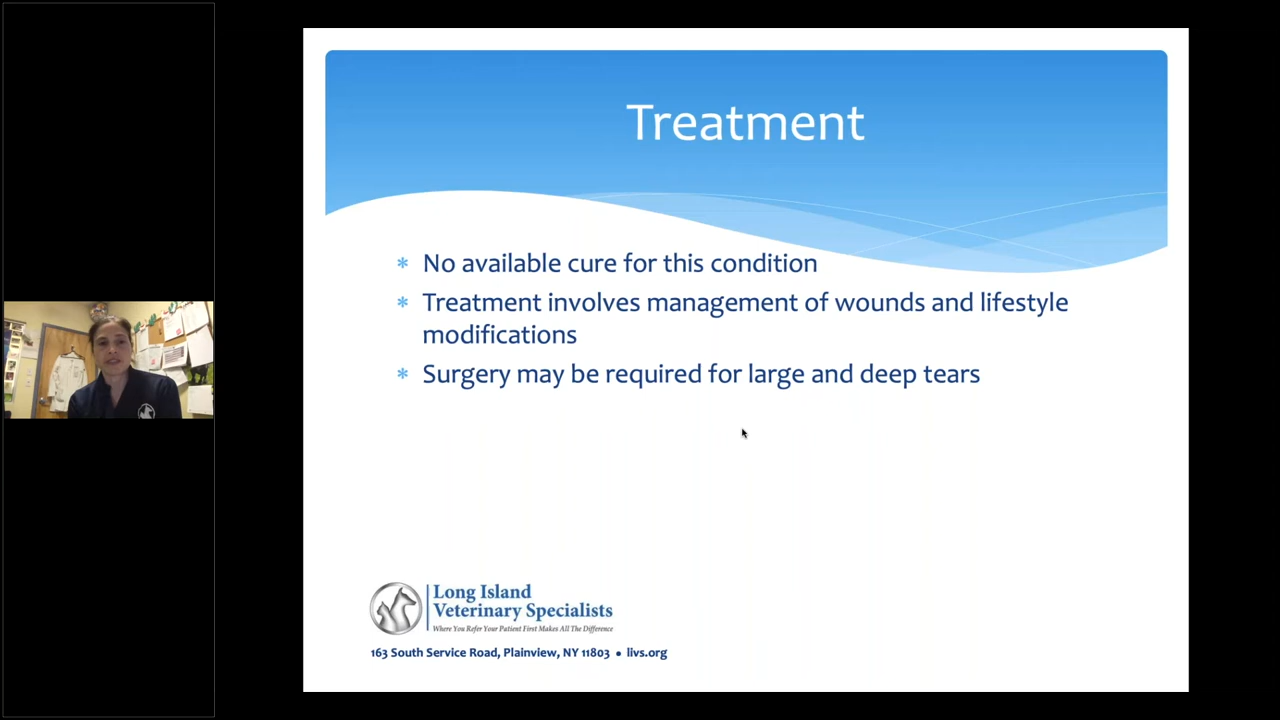 Treatment
* No available cure for this condition
* Treatment involves management of wounds and lifestyle
modifications
* Surgery may be required for large and deep tears
Long Island
Veterinary Specialists
Where You Refer Your Patient First Makes All The Difference
163 South Service Road, Plainview, NY 11803 • livs.org